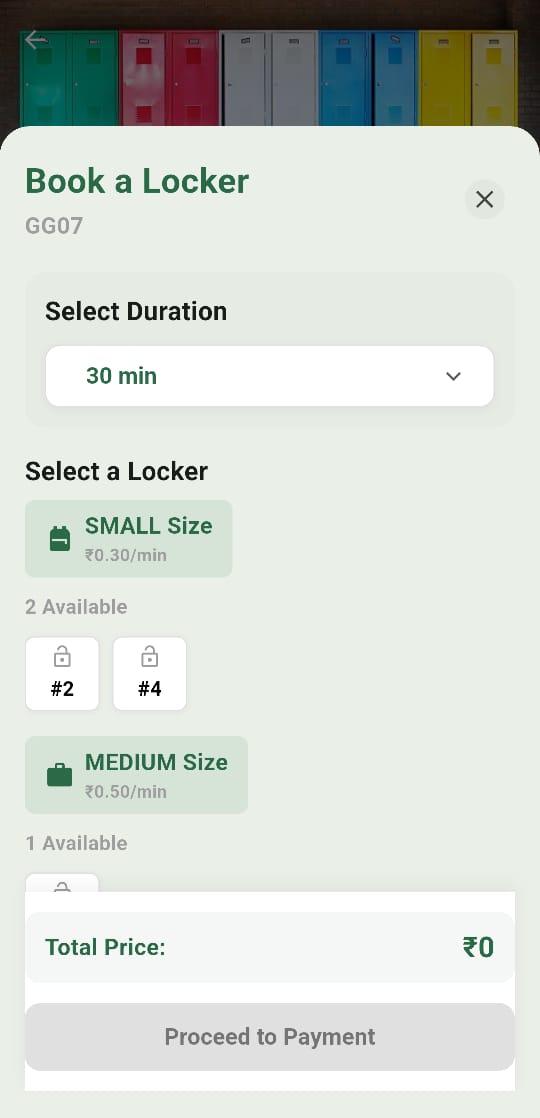 Book a Locker
GG07
Select Duration
30 min
Select a Locker
SMALL Size
₹0.30/min
2 Available
#2
#4
MEDIUM Size
₹0.50/min
1 Available
Total Price:
₹0
Proceed to Payment